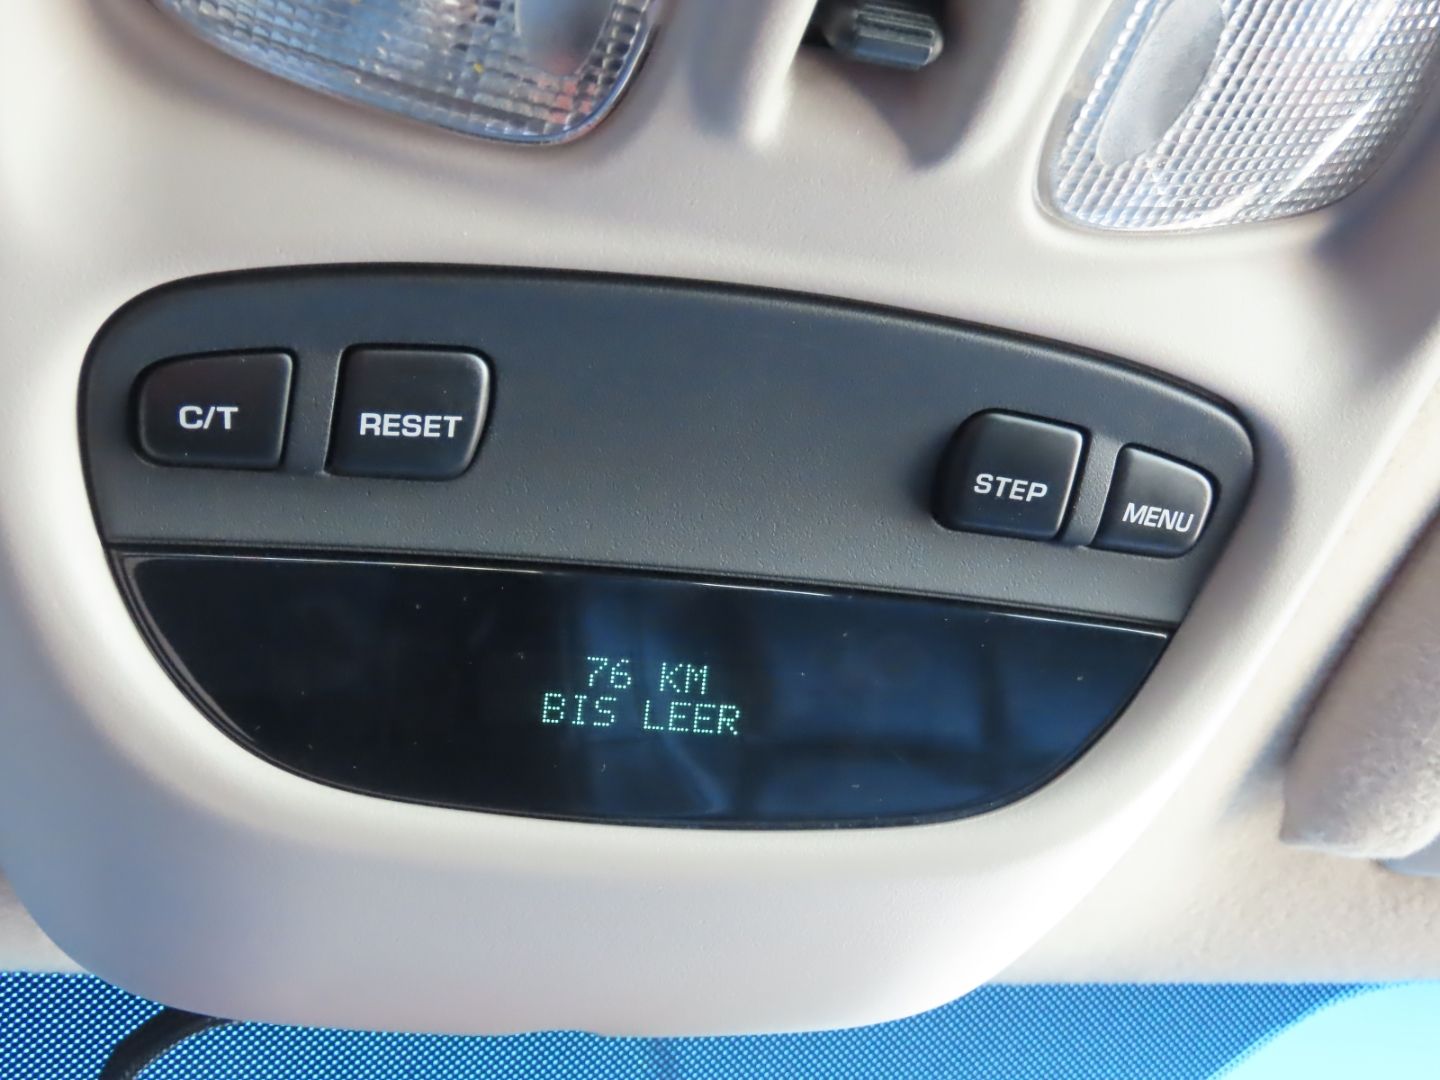 C/T
RESET
STEP
MENU
76 KM
BIS LEER